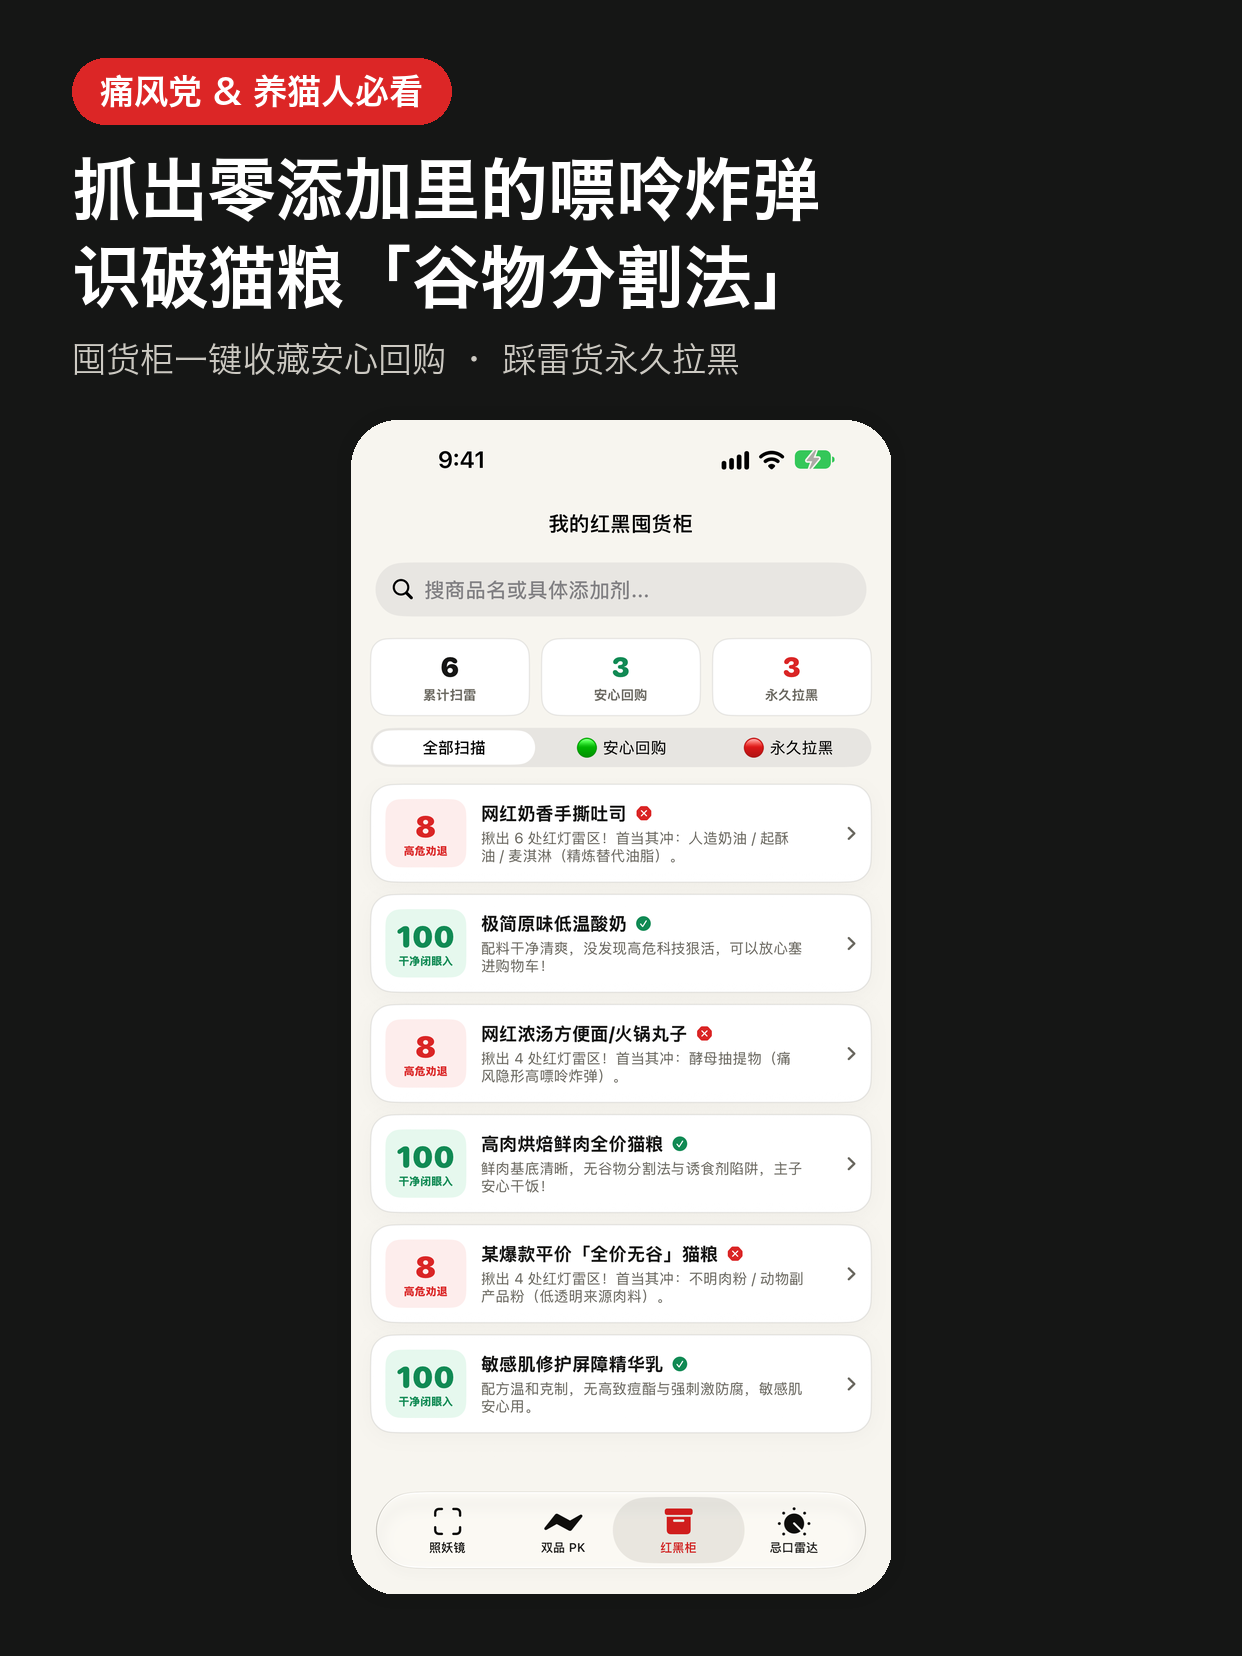 痛风党 & 养猫人必看
抓出零添加里的嘌呤炸弹
识破猫粮「谷物分割法」
囤货柜一键收藏安心回购 · 踩雷货永久拉黑
9:41
我的红黑囤货柜
搜商品名或具体添加剂...
6
累计扫雷
3
安心回购
3
永久拉黑
全部扫描
安心回购
永久拉黑
8
高危劝退
网红奶香手撕吐司
揪出 6 处红灯雷区！首当其冲：人造奶油 / 起酥
油 / 麦淇淋（精炼替代油脂）。
100
干净闭眼入
极简原味低温酸奶
配料干净清爽，没发现高危科技狠活，可以放心塞
进购物车！
8
高危劝退
网红浓汤方便面/火锅丸子
揪出 4 处红灯雷区！首当其冲：酵母抽提物（痛
风隐形高嘌呤炸弹）。
100
干净闭眼入
高肉烘焙鲜肉全价猫粮
鲜肉基底清晰，无谷物分割法与诱食剂陷阱，主子
安心干饭！
8
高危劝退
某爆款平价「全价无谷」猫粮
揪出 4 处红灯雷区！首当其冲：不明肉粉 / 动物副
产品粉（低透明来源肉料）。
100
干净闭眼入
敏感肌修护屏障精华乳
配方温和克制，无高致痘酯与强刺激防腐，敏感肌
安心用。
照妖镜
双品 PK
红黑柜
忌口雷达